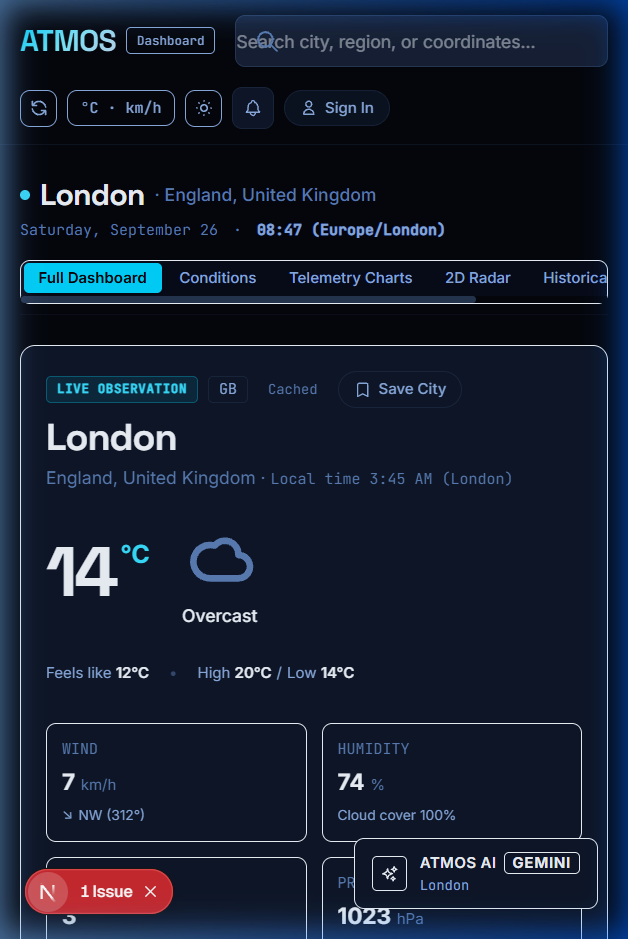 ATMOS Dashboard Search city, region, or coordinates...
°C · km/h Sign In
London · England, United Kingdom
Saturday, September 26 · 08:47 (Europe/London)
Full Dashboard Conditions Telemetry Charts 2D Radar Historica
LIVE OBSERVATION GB Cached Save City
London
England, United Kingdom · Local time 3:45 AM (London)
14 °C
Overcast
Feels like 12°C • High 20°C / Low 14°C
WIND
7 km/h
↘ NW (312°)
HUMIDITY
74 %
Cloud cover 100%
N 1 Issue
3
PR
1023 hPa
ATMOS AI GEMINI
London